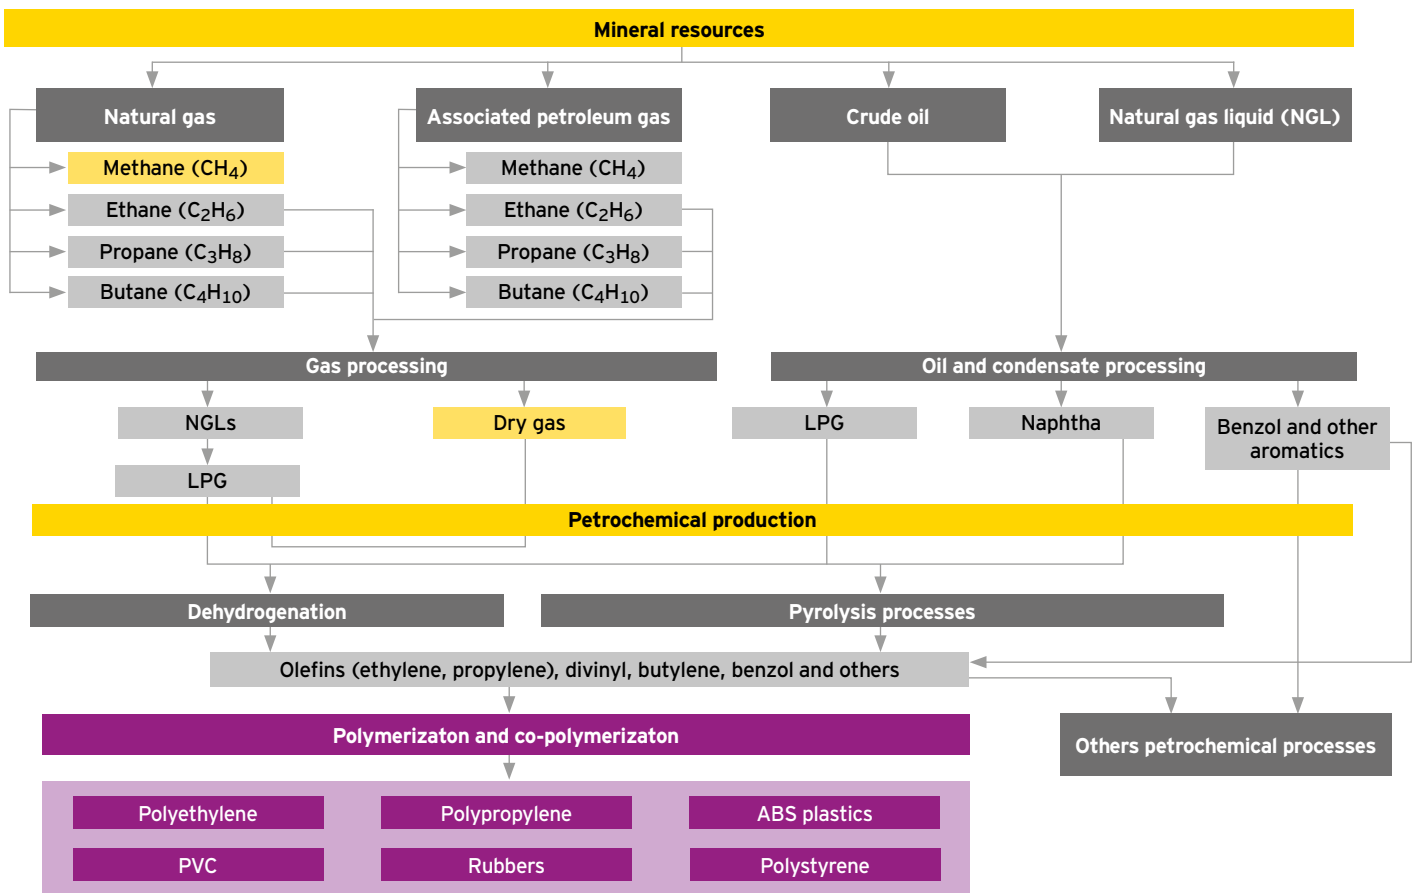 Mineral resources
Natural gas
Associated petroleum gas
Crude oil
Natural gas liquid (NGL)
Methane (CH4)
Ethane (C2H6)
Propane (C3H8)
Butane (C4H10)
Methane (CH4)
Ethane (C2H6)
Propane (C3H8)
Butane (C4H10)
Gas processing
Oil and condensate processing
NGLs
Dry gas
LPG
Naphtha
Benzol and other
aromatics
LPG
Petrochemical production
Dehydrogenation
Pyrolysis processes
Olefins (ethylene, propylene), divinyl, butylene, benzol and others
Polymerizaton and co-polymerizaton
Others petrochemical processes
Polyethylene
Polypropylene
ABS plastics
PVC
Rubbers
Polystyrene